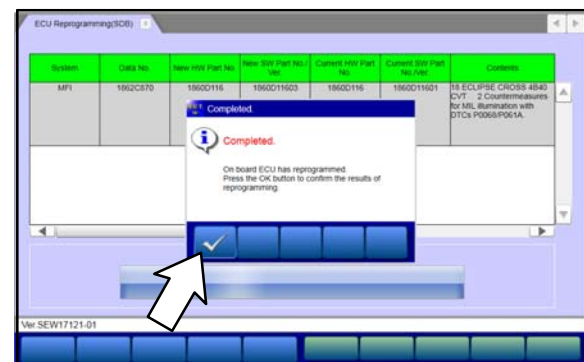 ECU Reprogramming(SDB)
System
Data No.
New HW Part No
New SW Part No./
Ver.
Current HW Part
No.
Current SW Part
No./Ver.
Contents
MFI
1862C870
1860D116
1860D11603
1860D116
1860D11601
18 ECLIPSE CROSS 4B40
CVT 2 Countermeasures
for MIL illumination with
DTCs P0068/P061A.
Completed.
Completed.
On board ECU has reprogrammed.
Press the OK button to confirm the results of
reprogramming.
Ver.SEW17121-01